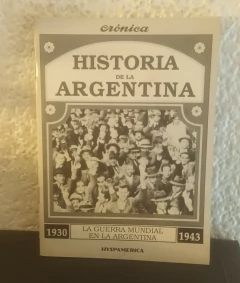 crónica
HISTORIA
DE LA
ARGENTINA
1930
LA GUERRA MUNDIAL
EN LA ARGENTINA
1943
HYSPAMERICA